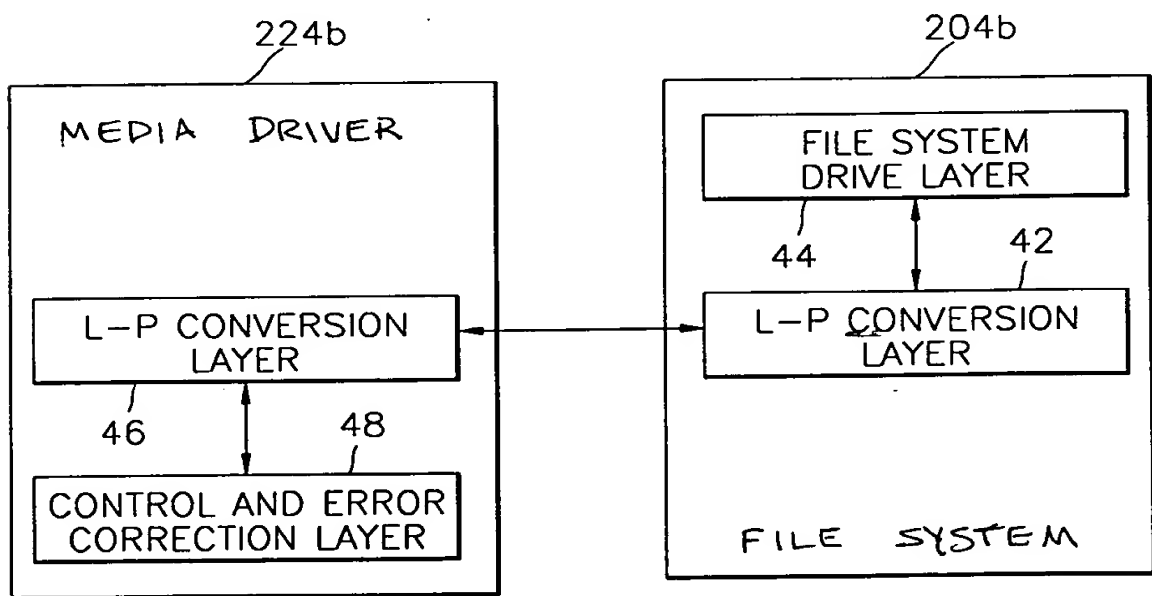 224b
204b
MEDIA DRIVER
FILE SYSTEM
DRIVE LAYER
44
42
L-P CONVERSION
LAYER
L-P CONVERSION
LAYER
46
48
CONTROL AND ERROR
CORRECTION LAYER
FILE SYSTEM